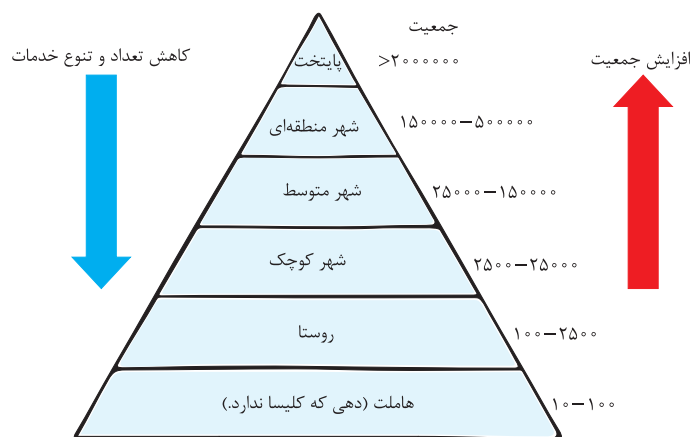 جمعیت
افزایش جمعیت
کاهش تعداد و تنوع خدمات
پایتخت
>۲۰۰۰۰۰۰
شهر منطقه‌ای
۱۵۰۰۰۰–۵۰۰۰۰۰
شهر متوسط
۲۵۰۰۰–۱۵۰۰۰۰
شهر کوچک
۲۵۰۰–۲۵۰۰۰
روستا
۱۰۰–۲۵۰۰
هاملت (دهی که کلیسا ندارد.)
۱۰–۱۰۰